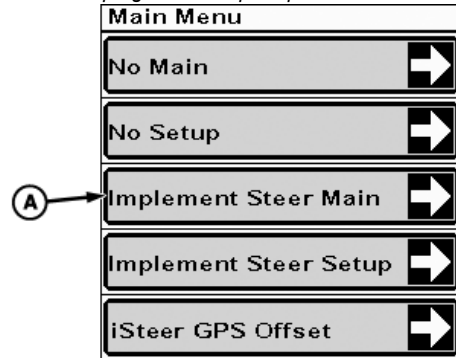 Main Menu
No Main
No Setup
A
Implement Steer Main
Implement Steer Setup
iSteer GPS Offset